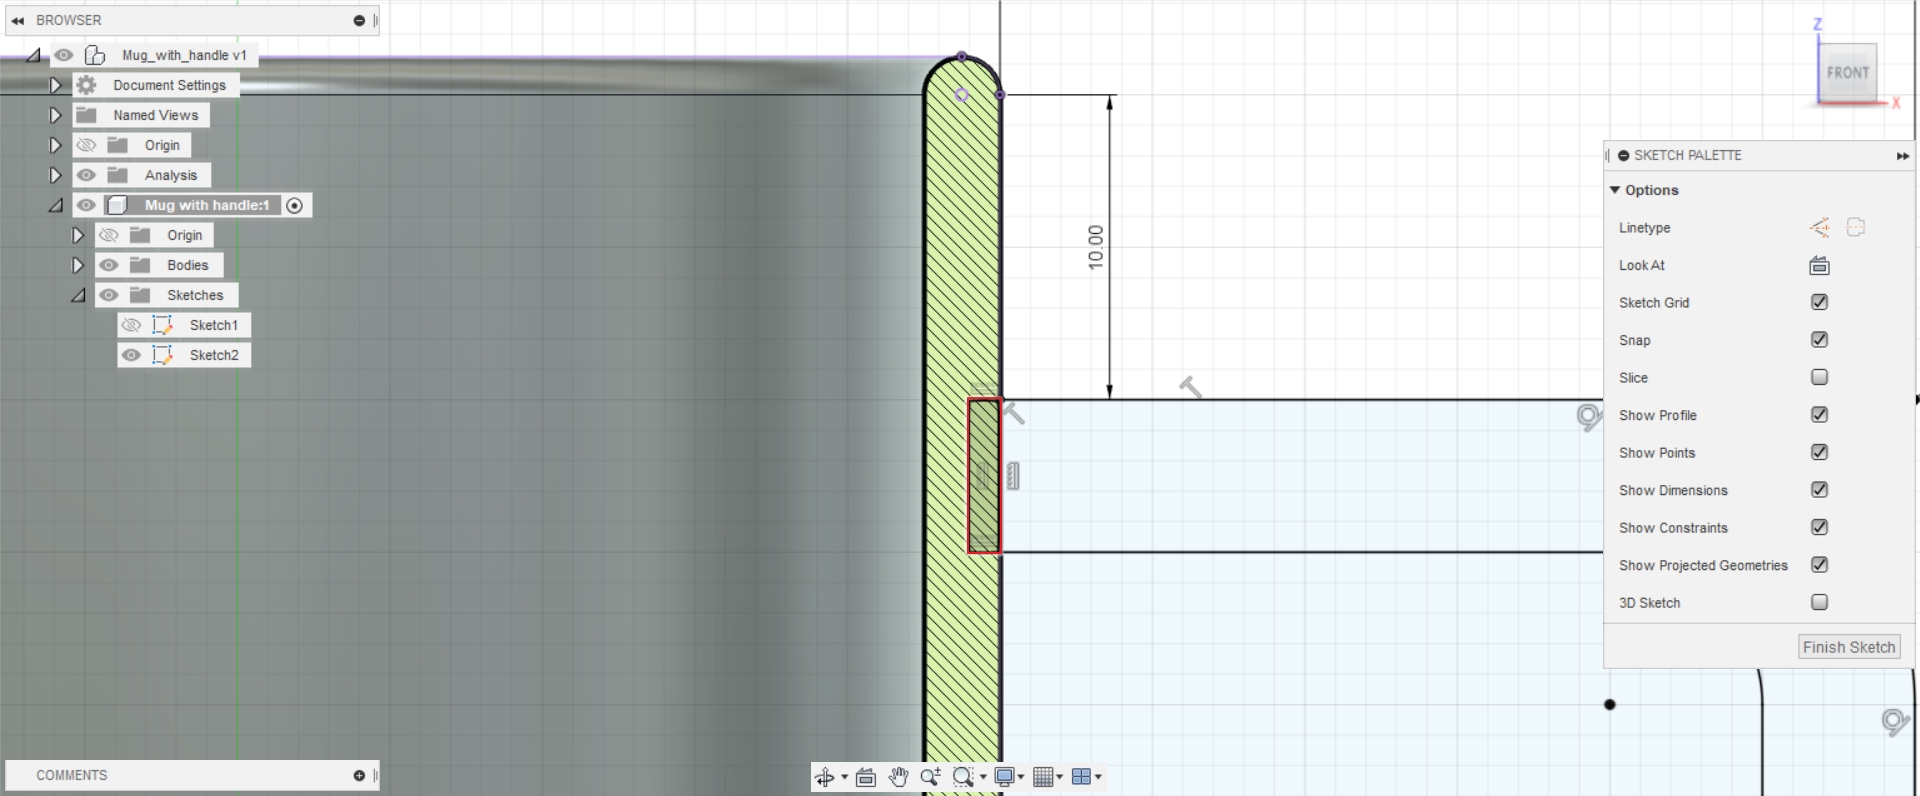 BROWSER
Mug_with_handle v1
Document Settings
Named Views
Origin
Analysis
Mug with handle:1
Origin
Bodies
Sketches
Sketch1
Sketch2
COMMENTS
10.00
Z
FRONT
X
SKETCH PALETTE
Options
Linetype
Look At
Sketch Grid
Snap
Slice
Show Profile
Show Points
Show Dimensions
Show Constraints
Show Projected Geometries
3D Sketch
Finish Sketch